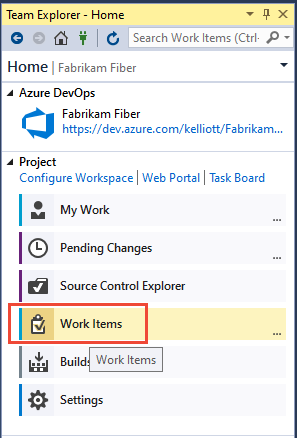 Team Explorer - Home
Search Work Items (Ctrl-
Home | Fabrikam Fiber
Azure DevOps
Fabrikam Fiber
https://dev.azure.com/kelliott/Fabrikam...
Project
Configure Workspace | Web Portal | Task Board
My Work
...
Pending Changes
...
Source Control Explorer
Work Items
...
Builds
Work Items
Settings